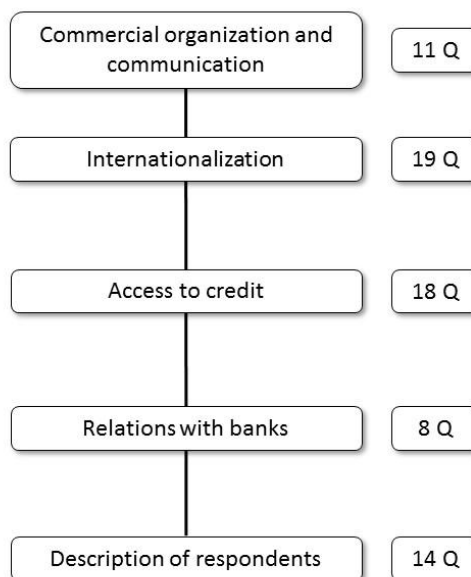 Commercial organization and
communication
11 Q
Internationalization
19 Q
Access to credit
18 Q
Relations with banks
8 Q
Description of respondents
14 Q